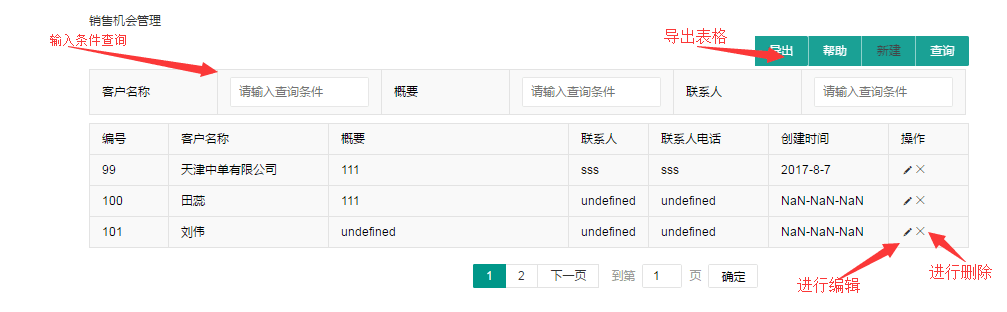 销售机会管理
输入条件查询
导出表格
导出 帮助 新建 查询
客户名称 请输入查询条件 概要 请输入查询条件 联系人 请输入查询条件
编号 客户名称 概要 联系人 联系人电话 创建时间 操作
99 天津中单有限公司 111 sss sss 2017-8-7
100 田蕊 111 undefined undefined NaN-NaN-NaN
101 刘伟 undefined undefined undefined NaN-NaN-NaN
进行编辑 进行删除
1 2 下一页 到第 1 页 确定